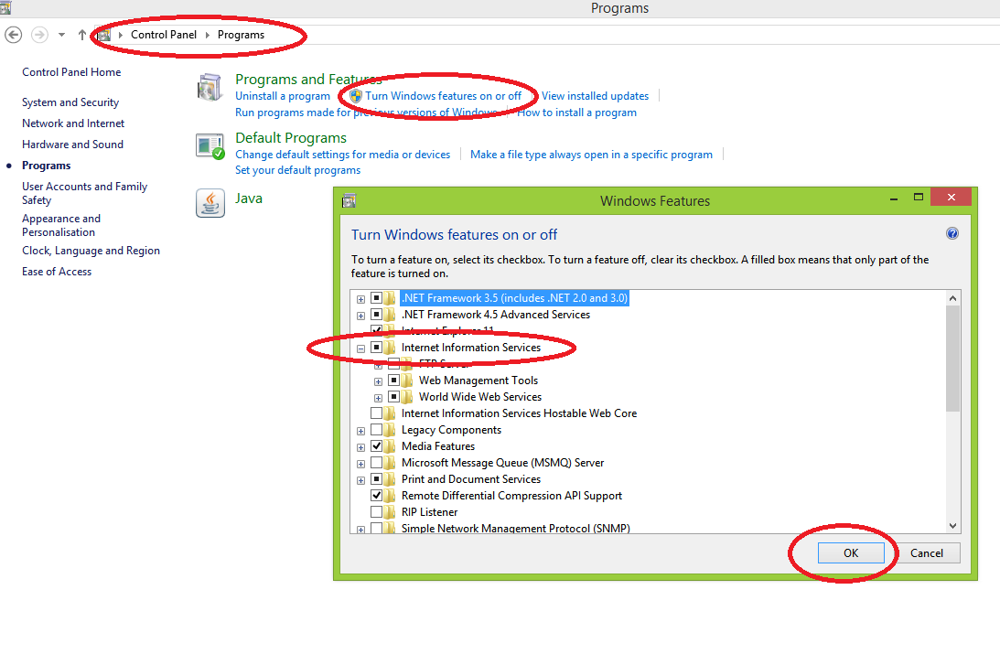 Programs
Control Panel Programs
Control Panel Home
System and Security
Network and Internet
Hardware and Sound
Programs
User Accounts and Family
Safety
Appearance and
Personalisation
Clock, Language and Region
Ease of Access
Programs and Features
Uninstall a program Turn Windows features on or off View installed updates
Run programs made for previous versions of Windows How to install a program
Default Programs
Change default settings for media or devices Make a file type always open in a specific program
Set your default programs
Java
Windows Features
Turn Windows features on or off
To turn a feature on, select its checkbox. To turn a feature off, clear its checkbox. A filled box means that only part of the
feature is turned on.
.NET Framework 3.5 (includes .NET 2.0 and 3.0)
.NET Framework 4.5 Advanced Services
Internet Explorer 11
Internet Information Services
FTP Server
Web Management Tools
World Wide Web Services
Internet Information Services Hostable Web Core
Legacy Components
Media Features
Microsoft Message Queue (MSMQ) Server
Print and Document Services
Remote Differential Compression API Support
RIP Listener
Simple Network Management Protocol (SNMP)
OK Cancel